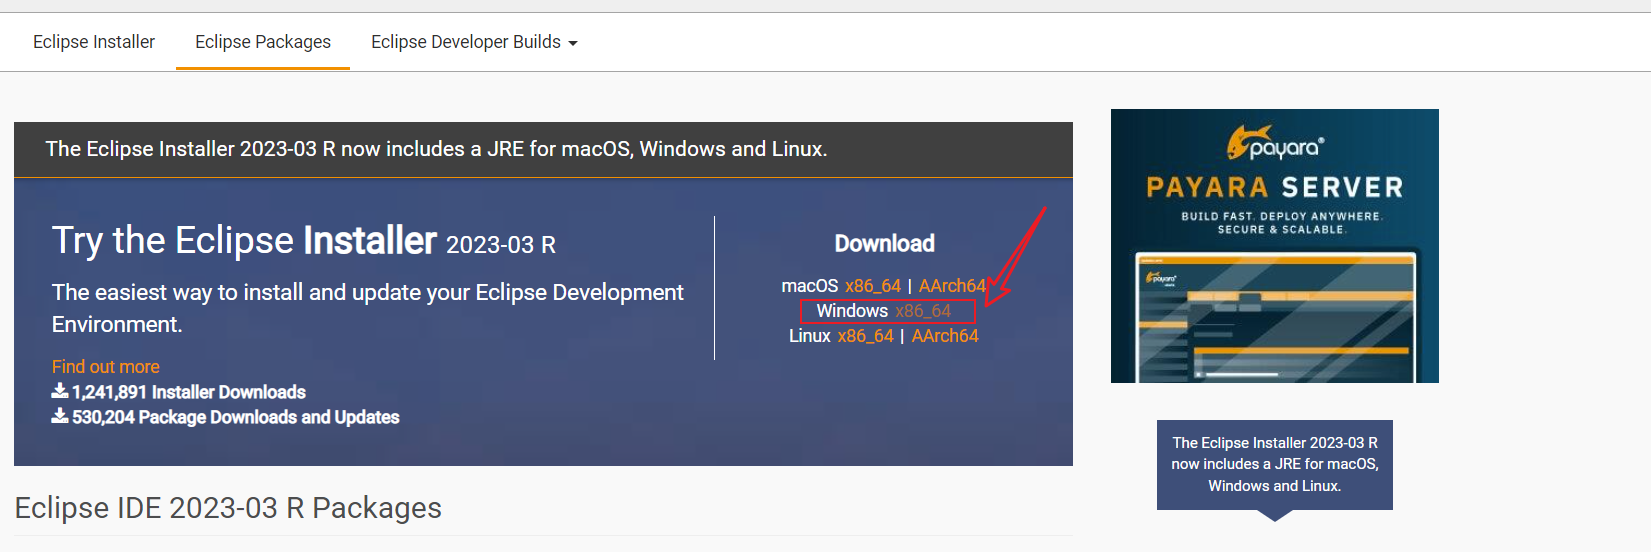 Eclipse Installer
Eclipse Packages
Eclipse Developer Builds
The Eclipse Installer 2023-03 R now includes a JRE for macOS, Windows and Linux.
Try the Eclipse Installer 2023-03 R
The easiest way to install and update your Eclipse Development
Environment.
Find out more
1,241,891 Installer Downloads
530,204 Package Downloads and Updates
Download
macOS x86_64 | AArch64
Windows x86_64
Linux x86_64 | AArch64
Eclipse IDE 2023-03 R Packages
payara®
PAYARA SERVER
BUILD FAST. DEPLOY ANYWHERE.
SECURE & SCALABLE.
payara®
The Eclipse Installer 2023-03 R
now includes a JRE for macOS,
Windows and Linux.